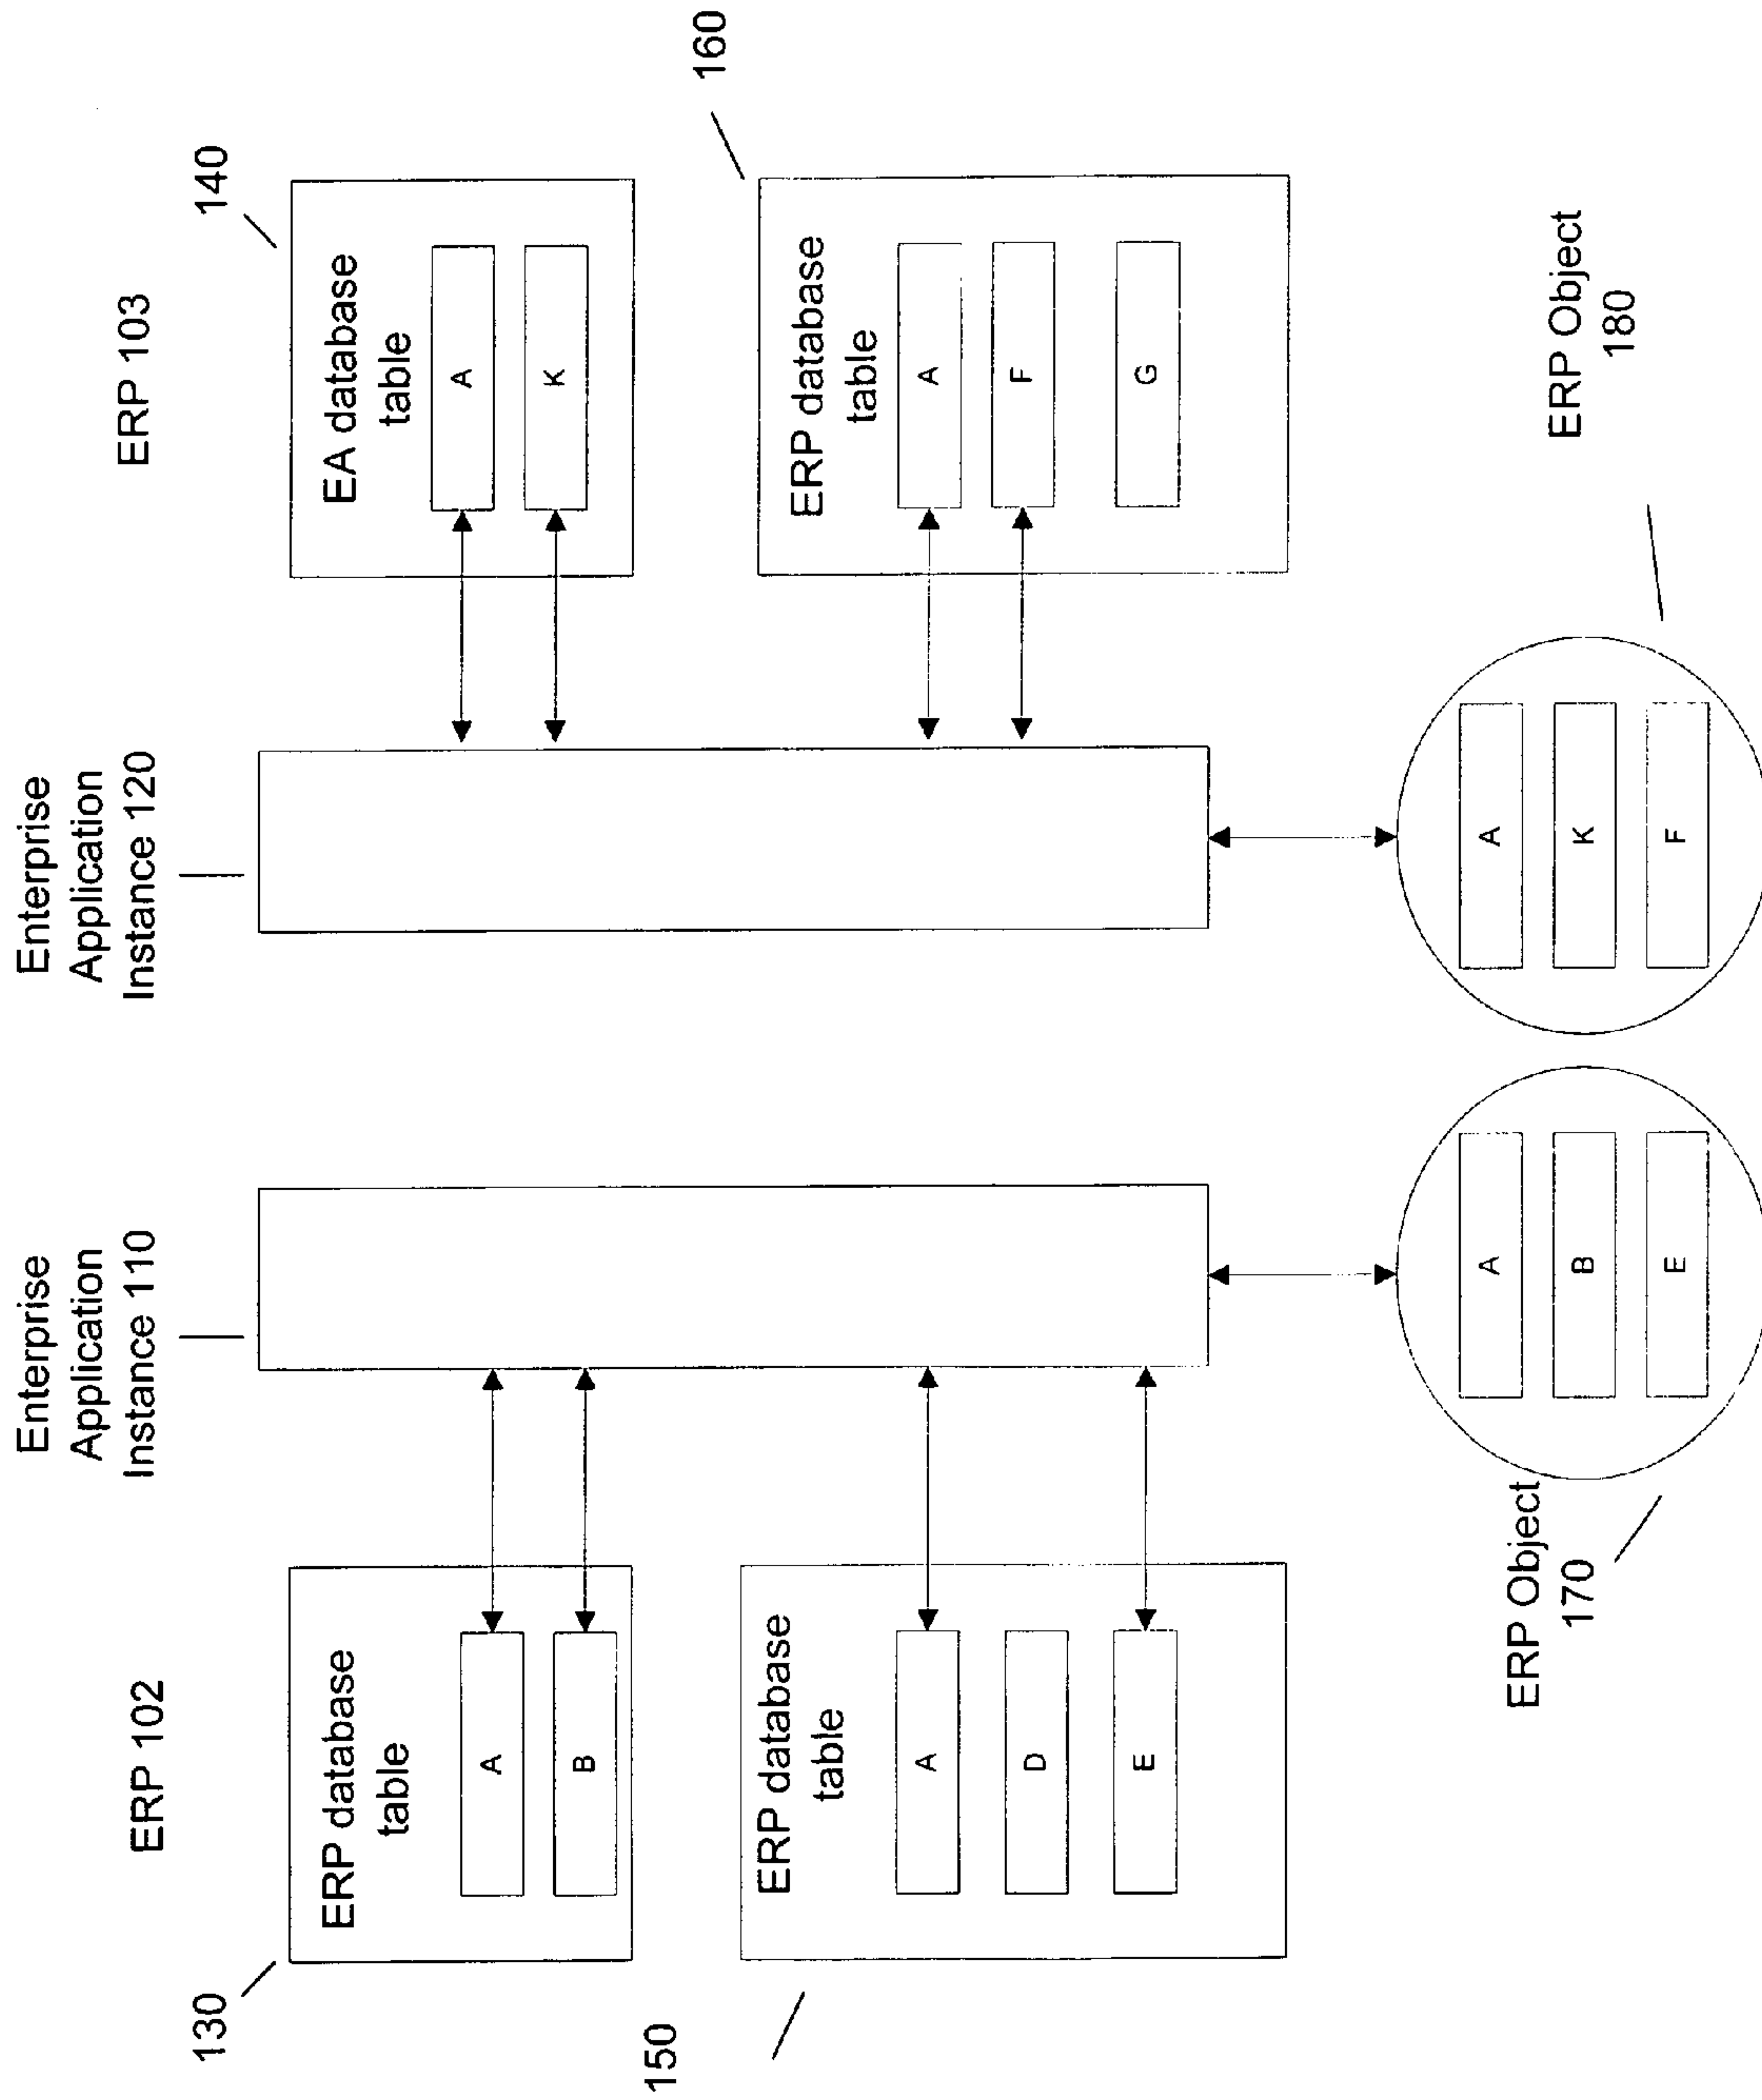 ERP 102
Enterprise
Application
Instance 110
Enterprise
Application
Instance 120
ERP 103
130
ERP database
table
A
B
140
EA database
table
A
K
150
ERP database
table
A
D
E
160
ERP database
table
A
F
G
ERP Object
170
A
B
E
A
K
F
ERP Object
180